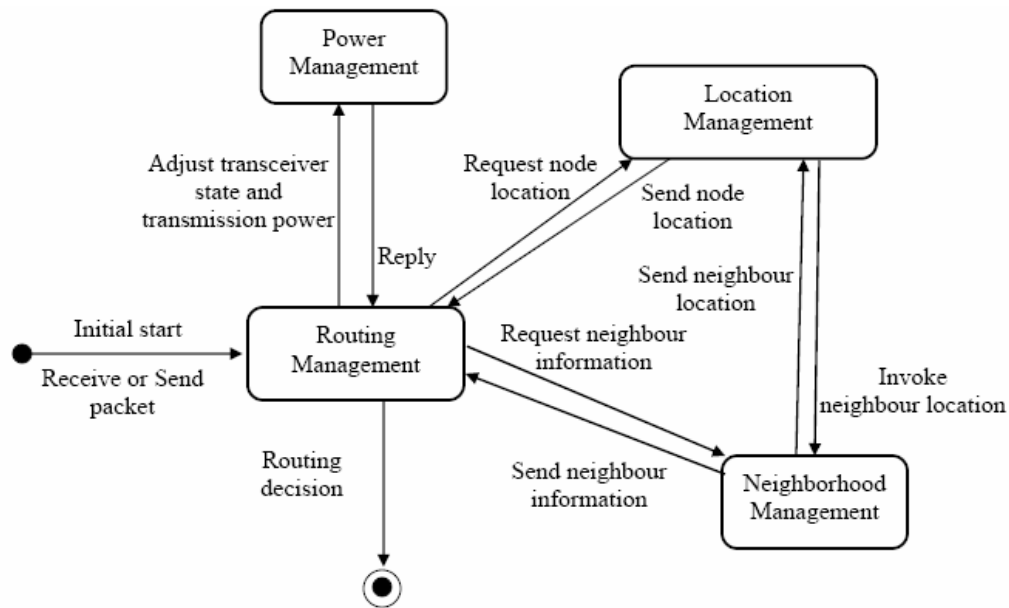 Power
Management
Location
Management
Adjust transceiver
state and
transmission power
Request node
location
Send node
location
Reply
Send neighbour
location
Initial start
Receive or Send
packet
Routing
Management
Request neighbour
information
Invoke
neighbour location
Routing
decision
Send neighbour
information
Neighborhood
Management